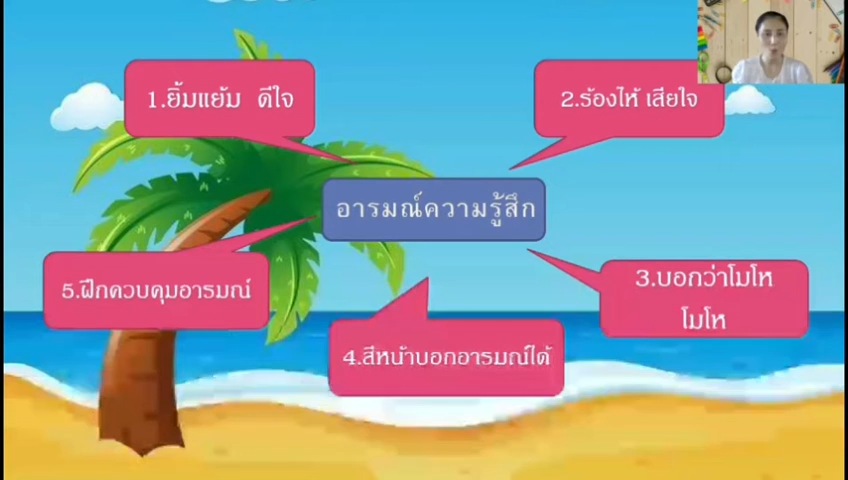 1.ยิ้มแย้ม ดีใจ
2.ร้องไห้ เสียใจ
อารมณ์ความรู้สึก
5.ฝึกควบคุมอารมณ์
3.บอกว่าโมโห
โมโห
4.สีหน้าบอกอารมณ์ได้